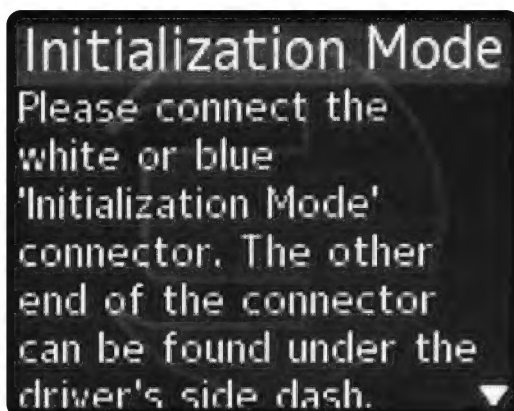 Initialization Mode
Please connect the
white or blue
'Initialization Mode'
connector. The other
end of the connector
can be found under the
driver's side dash.